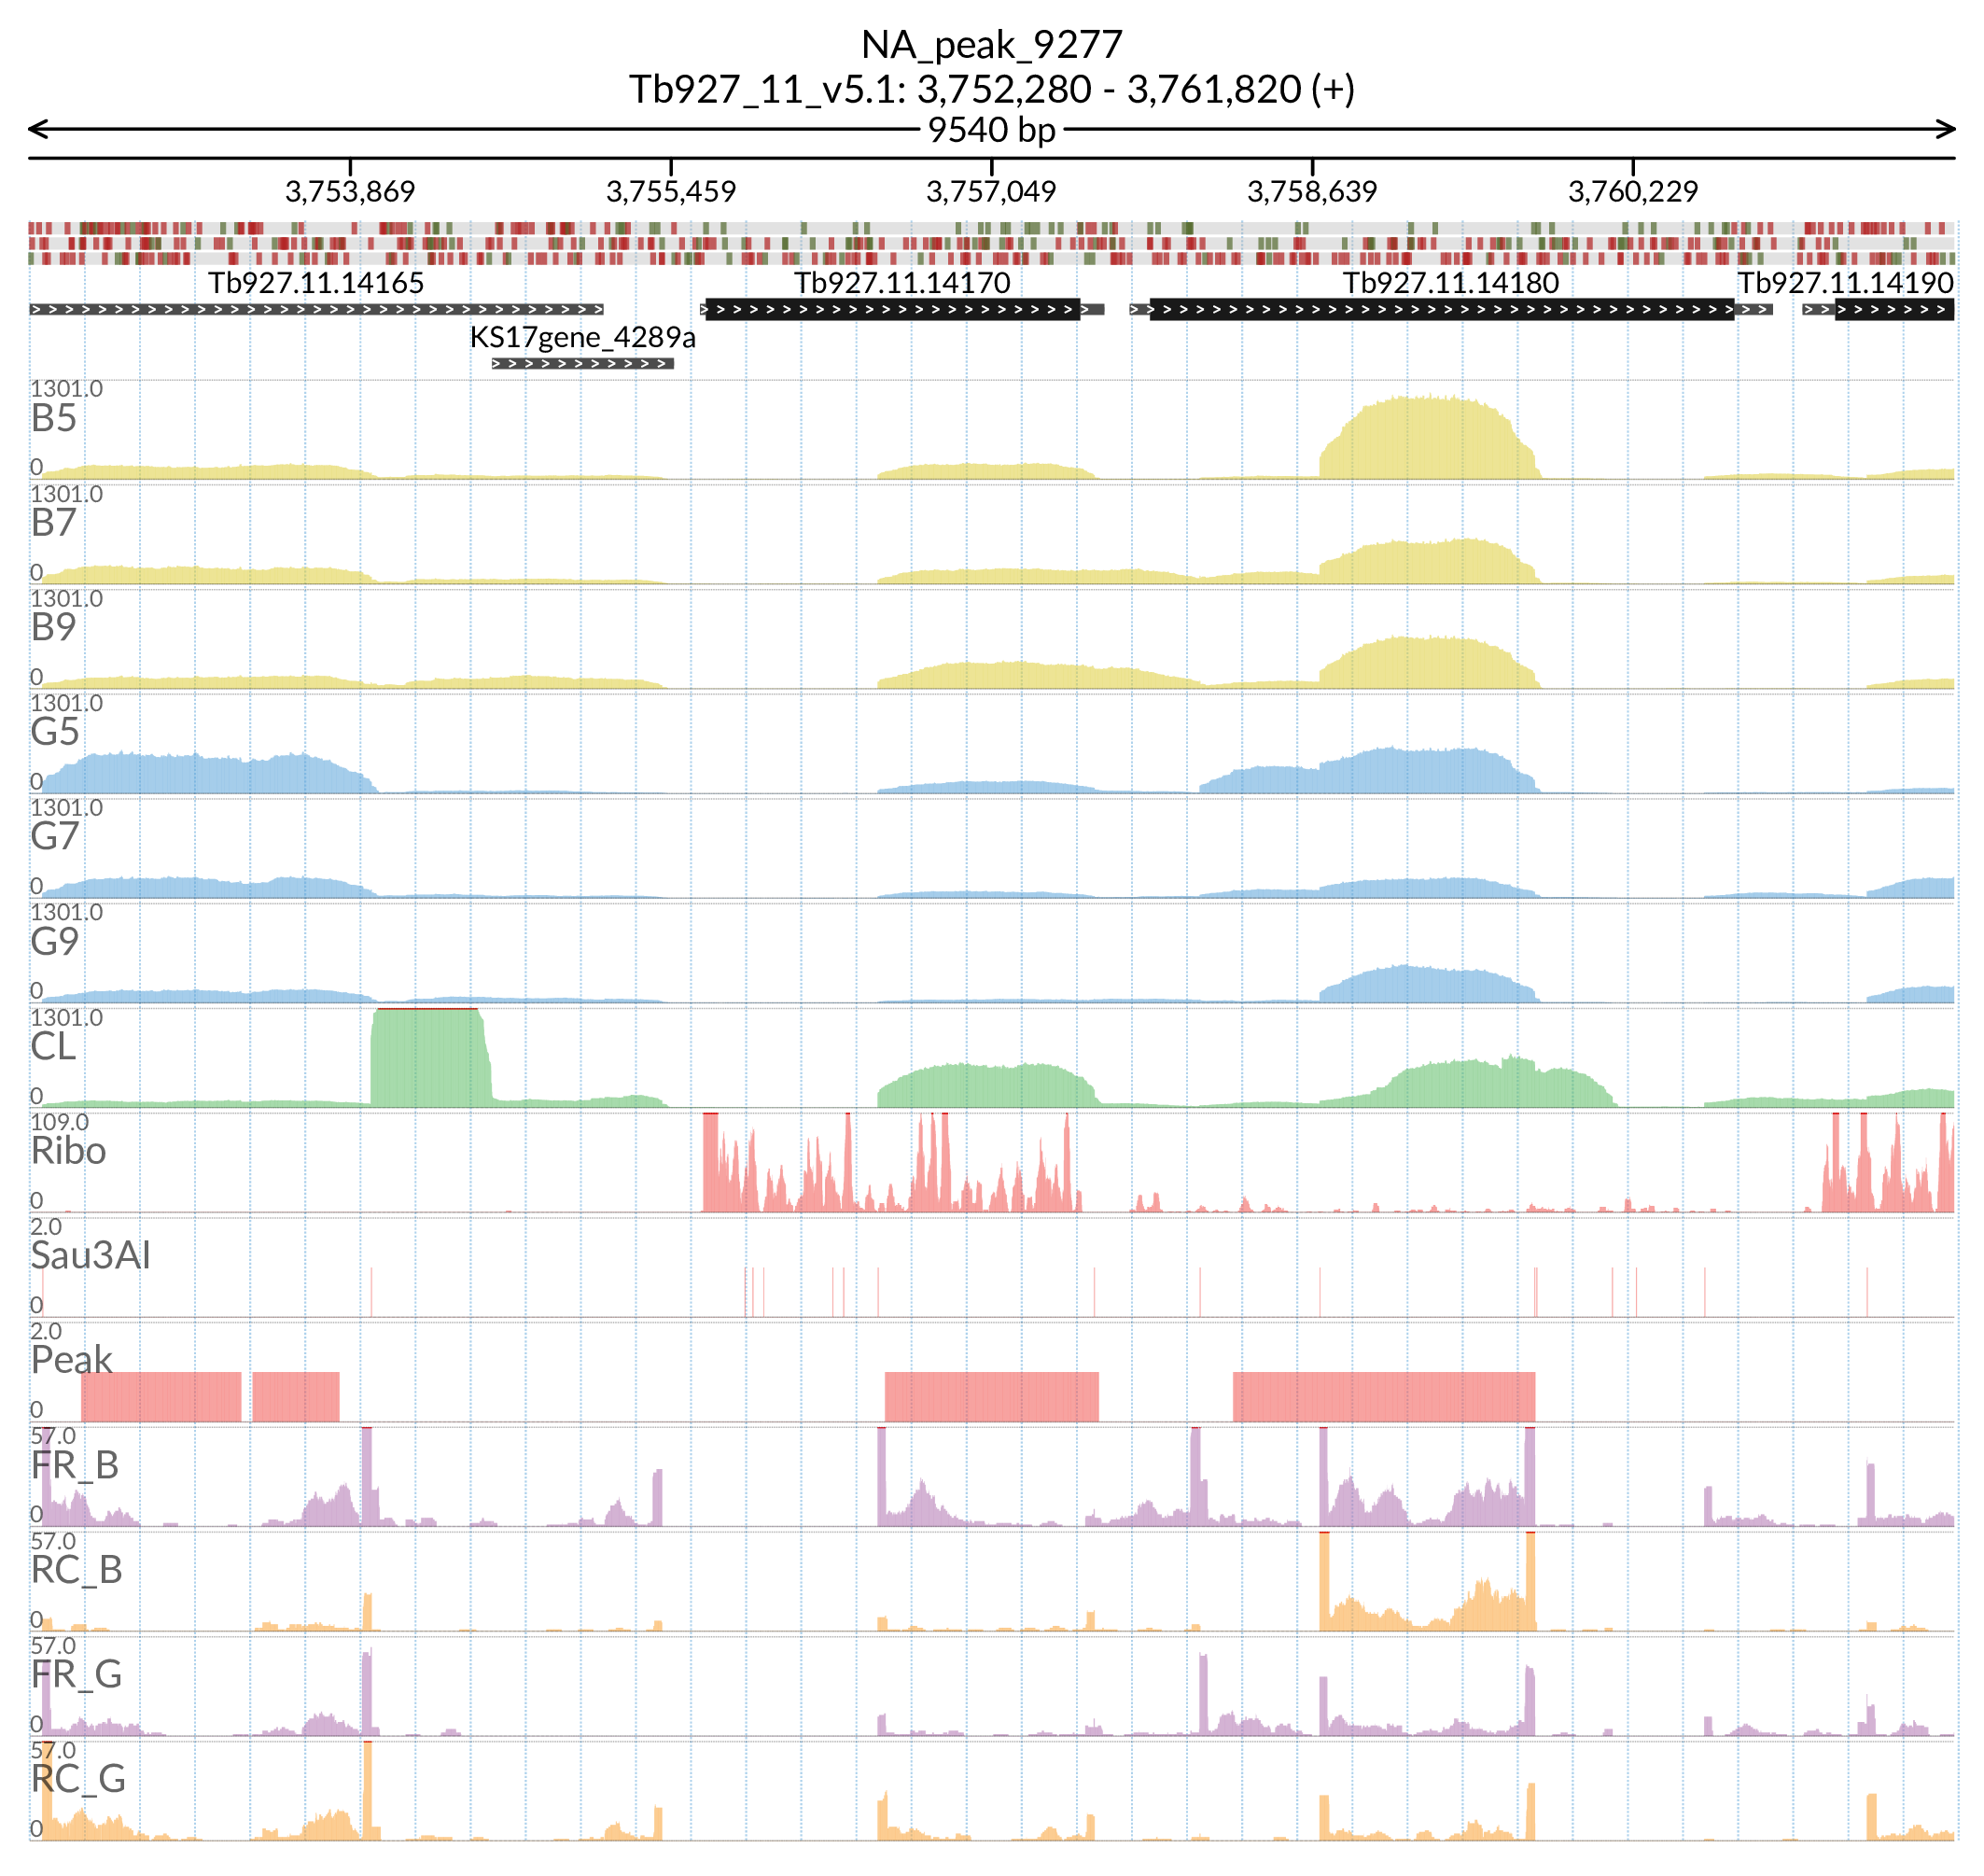 NA_peak_9277
Tb927_11_v5.1: 3,752,280 - 3,761,820 (+)
9540 bp
3,753,869 3,755,459 3,757,049 3,758,639 3,760,229
Tb927.11.14165 Tb927.11.14170 Tb927.11.14180 Tb927.11.14190
KS17gene_4289a
1301.0
B5
0
1301.0
B7
0
1301.0
B9
0
1301.0
G5
0
1301.0
G7
0
1301.0
G9
0
1301.0
CL
0
109.0
Ribo
0
2.0
Sau3AI
0
2.0
Peak
0
57.0
FR_B
0
57.0
RC_B
0
57.0
FR_G
0
57.0
RC_G
0